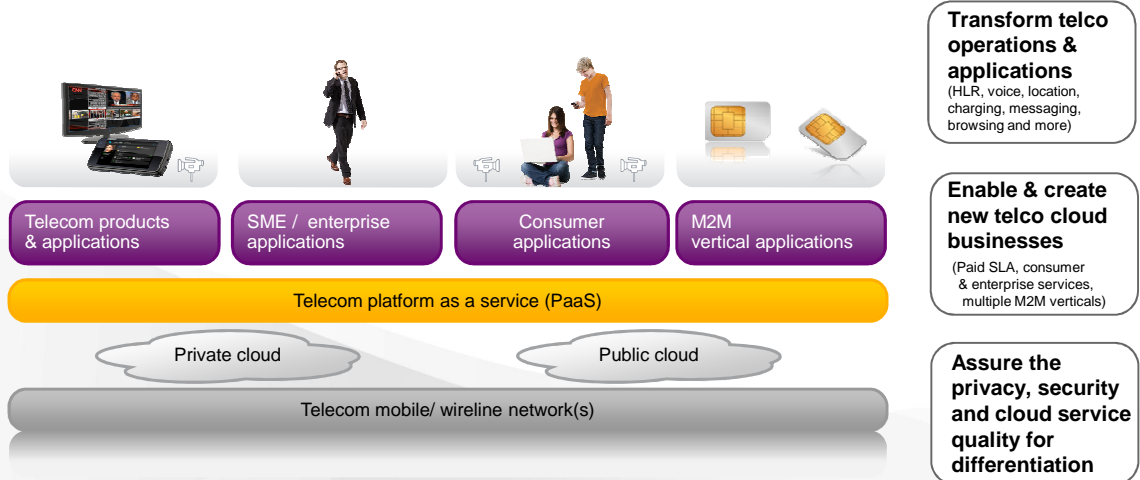 Transform telco
operations &
applications
(HLR, voice, location,
charging, messaging,
browsing and more)
CNN
Telecom products
& applications
SME / enterprise
applications
Consumer
applications
M2M
vertical applications
Enable & create
new telco cloud
businesses
(Paid SLA, consumer
& enterprise services,
multiple M2M verticals)
Telecom platform as a service (PaaS)
Private cloud
Public cloud
Telecom mobile/ wireline network(s)
Assure the
privacy, security
and cloud service
quality for
differentiation